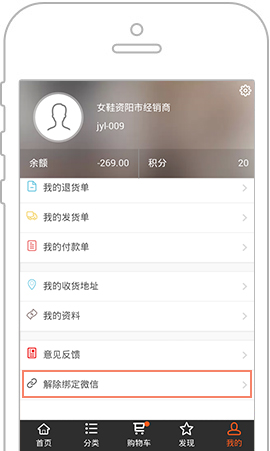 女鞋资阳市经销商
jyl-009
余额 -269.00 积分 20
我的退货单
我的发货单
我的付款单
我的收货地址
我的资料
意见反馈
解除绑定微信
首页 分类 购物车 发现 我的